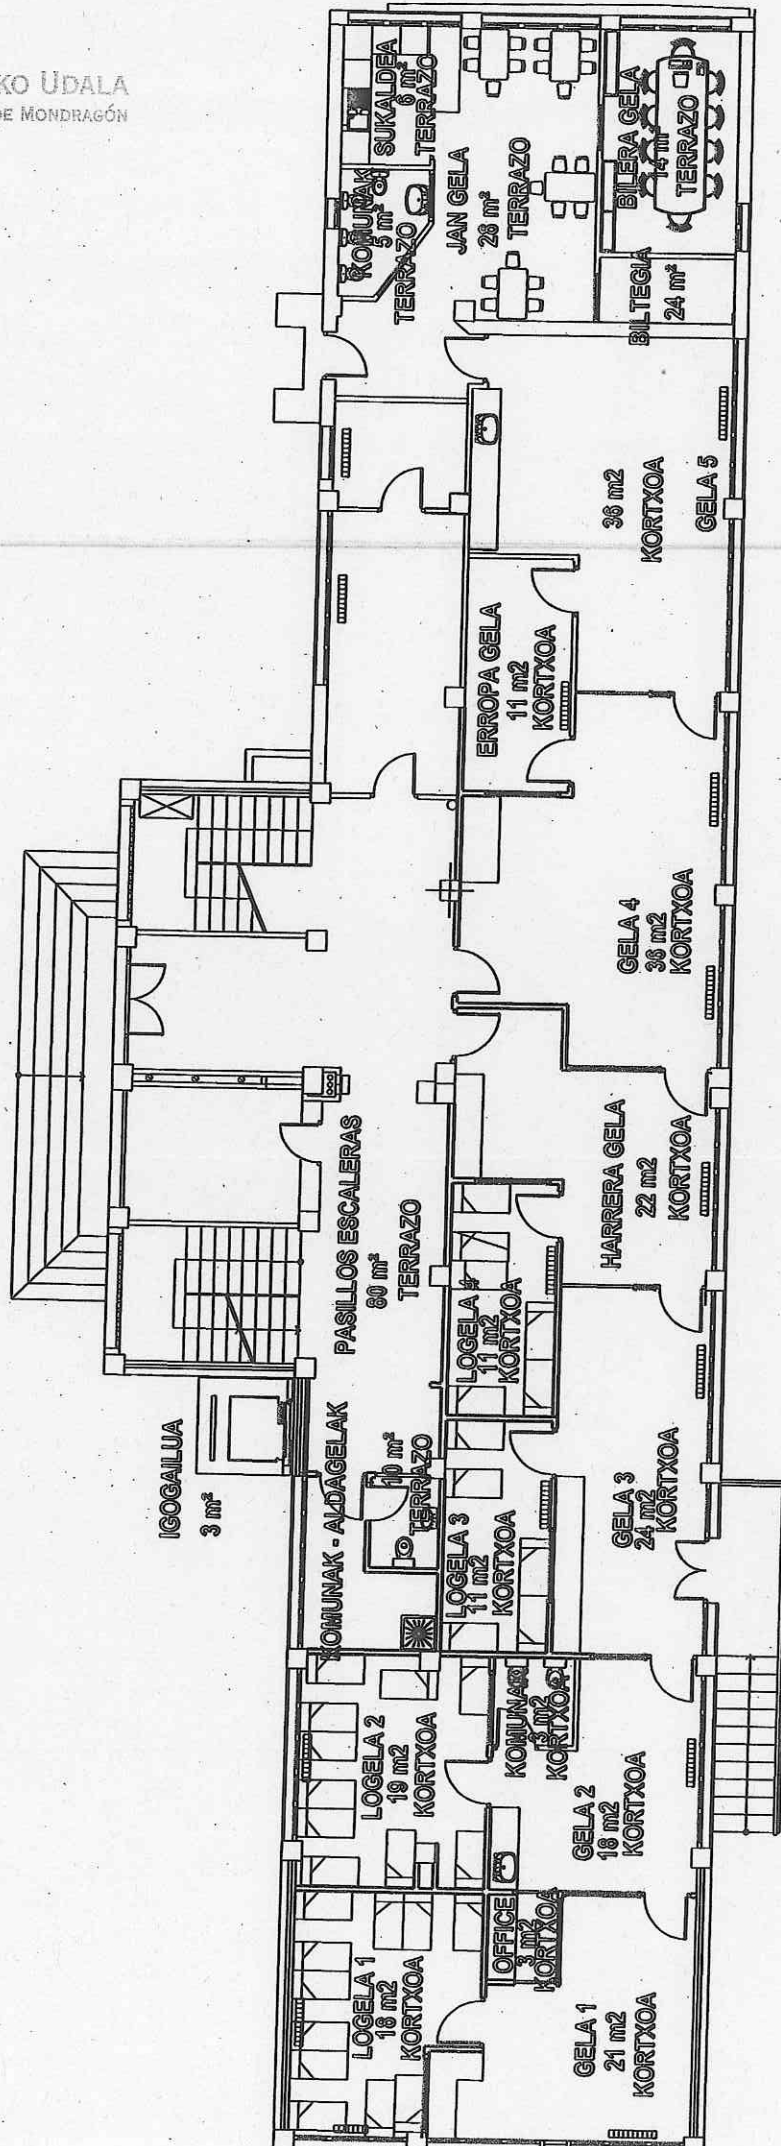 KO UDALA
DE MONDRAGÓN
SUKALDEA
6 m²
TERRAZO
KOMUNAK
5 m²
TERRAZO
JAN GELA
26 m²
TERRAZO
BILERA GELA
14 m²
TERRAZO
BILTEGIA
24 m²
36 m2
KORTXOA
GELA 5
ERROPA GELA
11 m2
KORTXOA
GELA 4
36 m2
KORTXOA
HARRERA GELA
22 m2
KORTXOA
PASILLOS ESCALERAS
80 m²
TERRAZO
LOGELA 4
11 m2
KORTXOA
IGOGAILUA
3 m²
KOMUNAK - ALDAGELAK
10 m²
TERRAZO
LOGELA 3
11 m2
KORTXOA
GELA 3
24 m2
KORTXOA
LOGELA 2
19 m2
KORTXOA
KOMUNAK
3 m2
KORTXOA
GELA 2
18 m2
KORTXOA
LOGELA 1
18 m2
KORTXOA
OFFICE
3 m2
KORTXOA
GELA 1
21 m2
KORTXOA